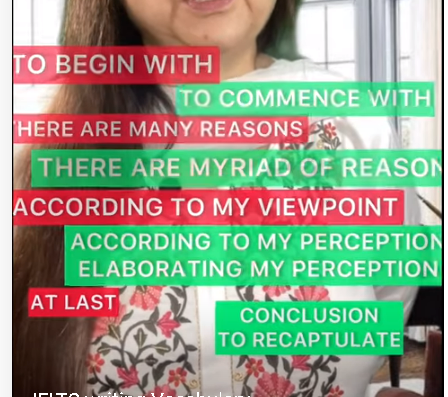 TO BEGIN WITH
TO COMMENCE WITH
THERE ARE MANY REASONS
THERE ARE MYRIAD OF REASON
ACCORDING TO MY VIEWPOINT
ACCORDING TO MY PERCEPTION
ELABORATING MY PERCEPTION
AT LAST
CONCLUSION
TO RECAPTULATE
IELTS writing Vocabulary